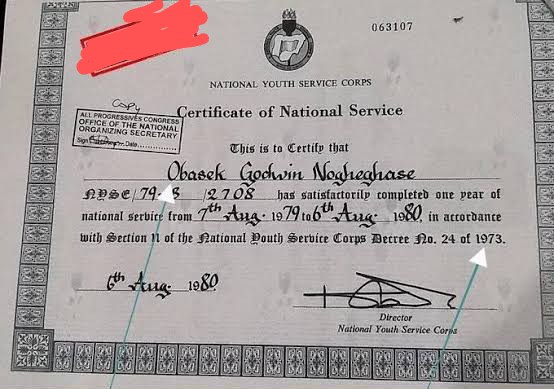 063107
NATIONAL YOUTH SERVICE CORPS
Copy
Certificate of National Service
ALL PROGRESSIVES CONGRESS
OFFICE OF THE NATIONAL
ORGANIZING SECRETARY
Sign Date
This is to Certify that
Obasek Godwin Nogheghase
NYSC/79 /2708 has satisfactorily completed one year of
national service from 7th Aug. 1979 to 6th Aug. 1980, in accordance
with Section 11 of the National Youth Service Corps Decree No. 24 of 1973.
6th Aug. 1980
Director
National Youth Service Corps